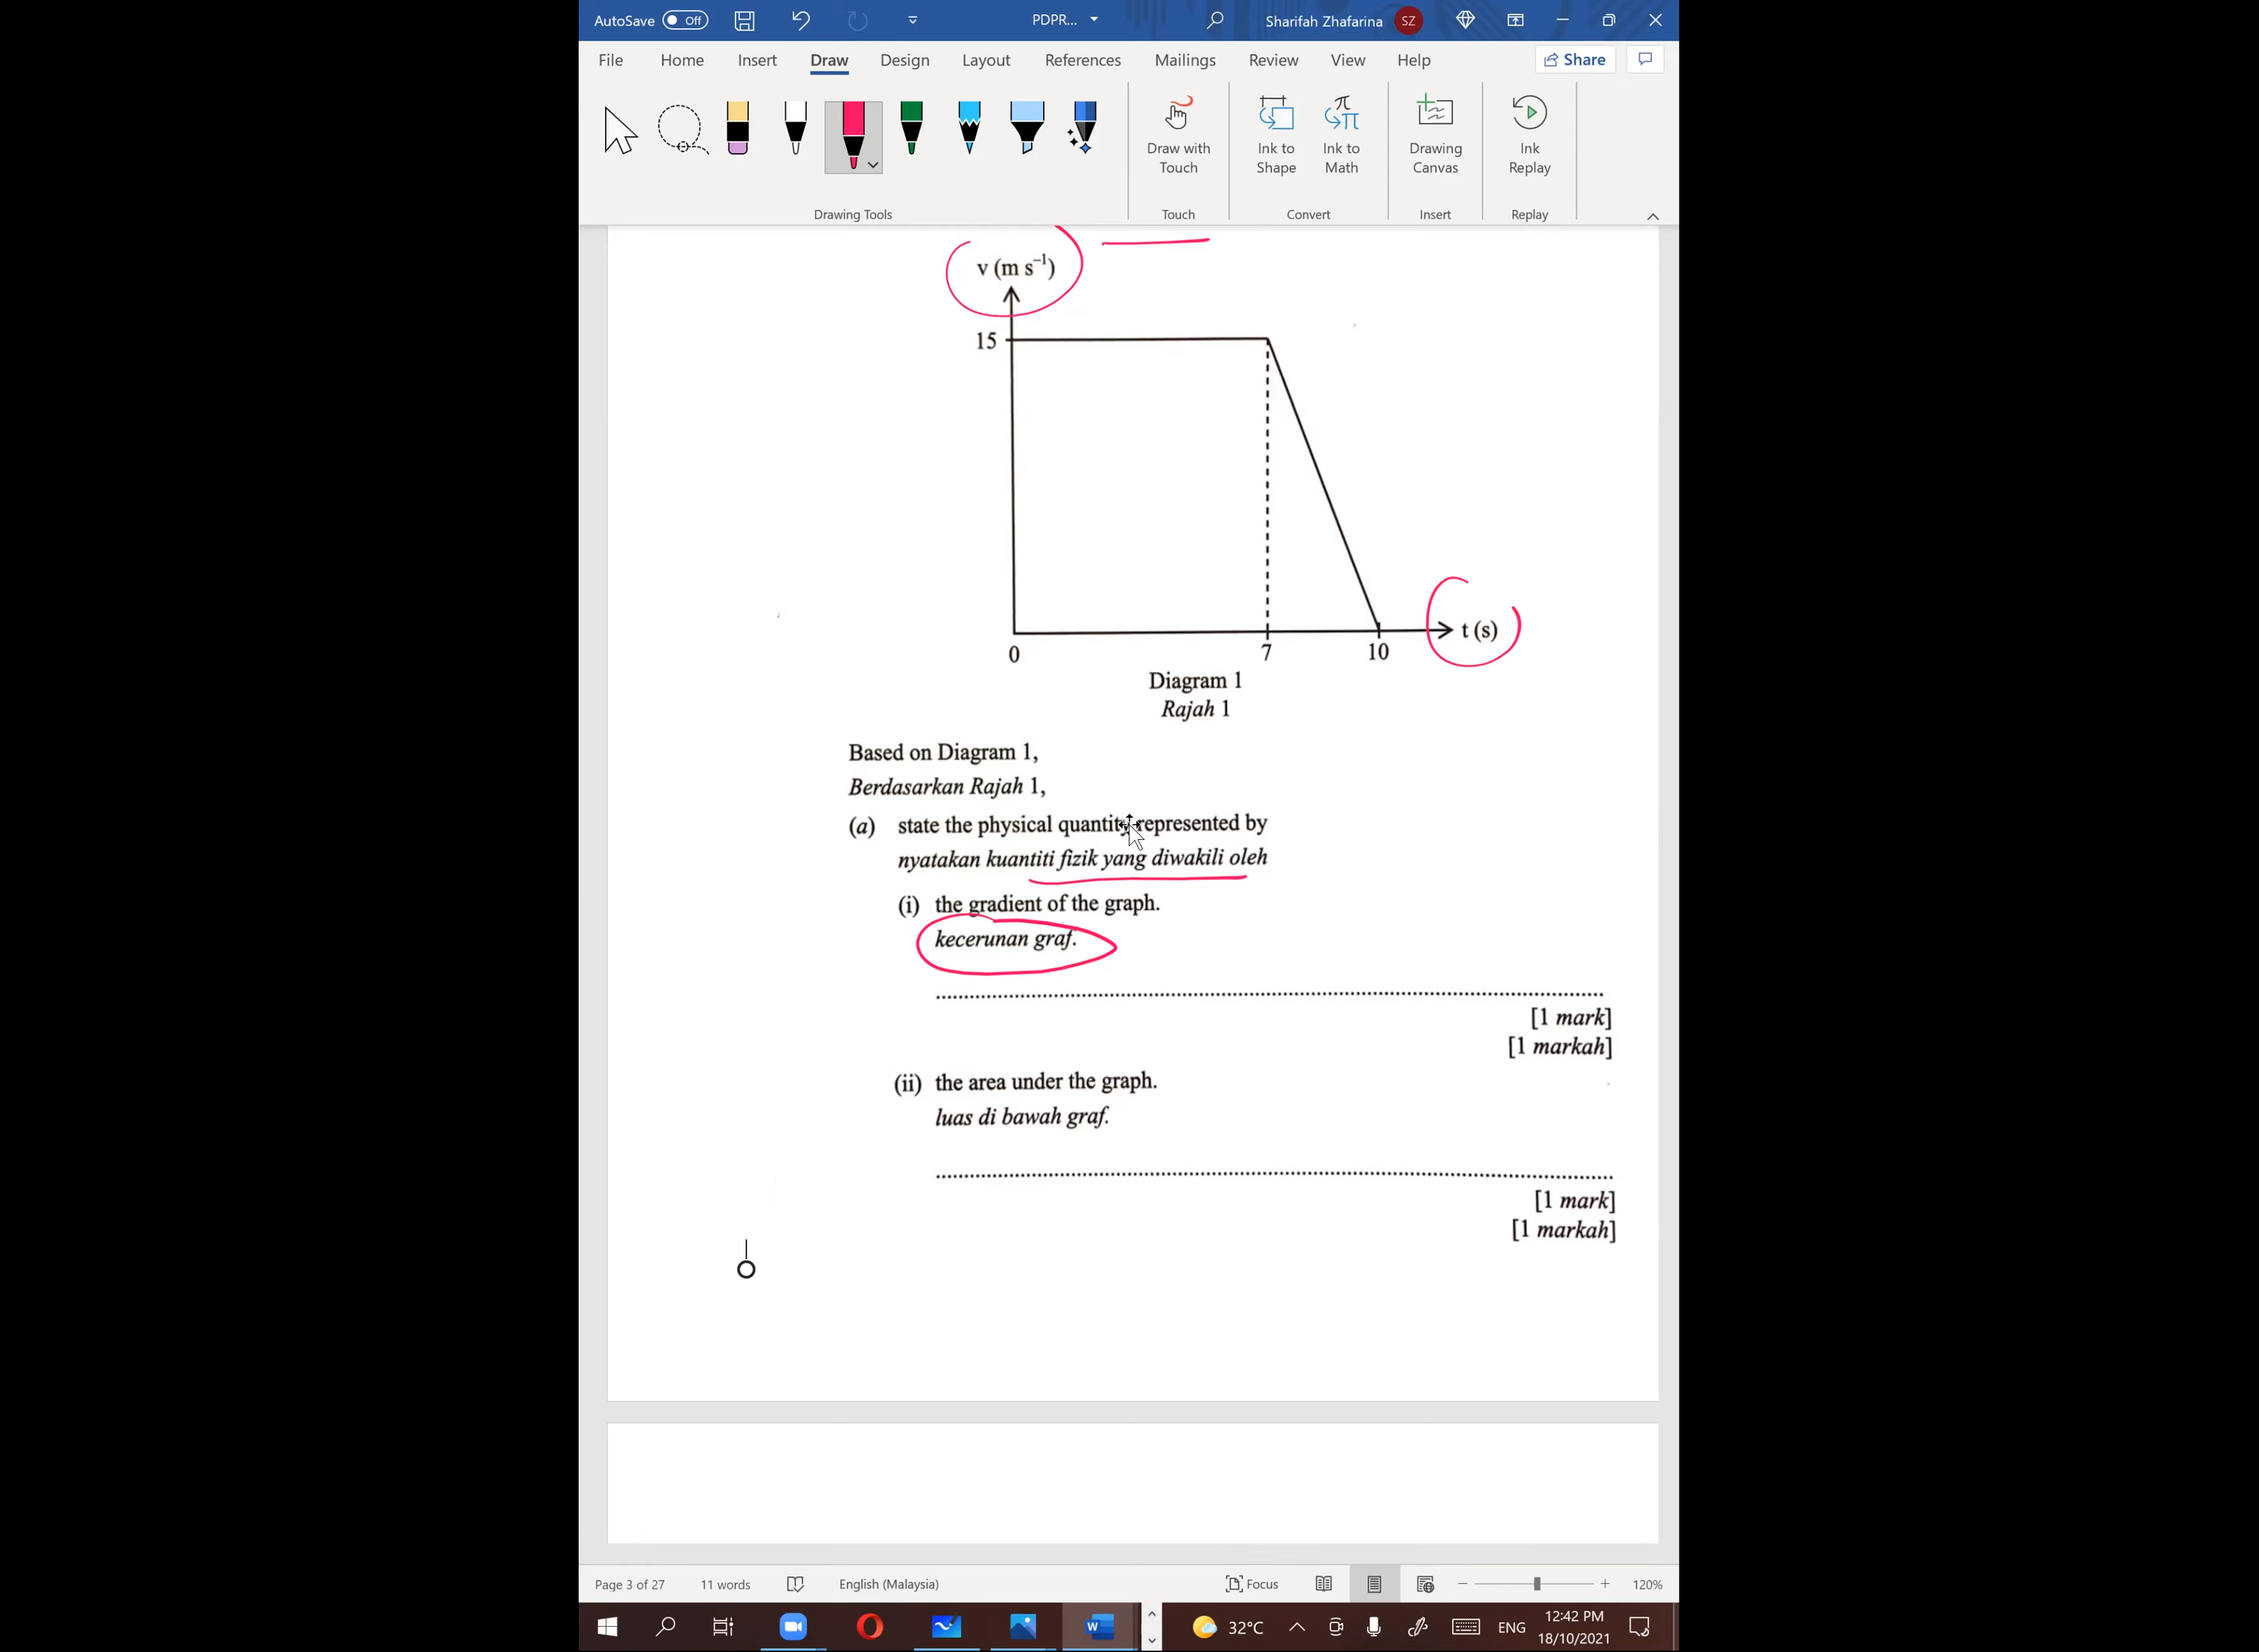 AutoSave Off PDPR... Sharifah Zhafarina SZ
File Home Insert Draw Design Layout References Mailings Review View Help Share
Draw with Touch
Ink to Shape
Ink to Math
Drawing Canvas
Ink Replay
Drawing Tools Touch Convert Insert Replay
v (m s⁻¹)
15
t (s)
0 7 10
Diagram 1
Rajah 1
Based on Diagram 1,
Berdasarkan Rajah 1,
(a) state the physical quantity represented by
nyatakan kuantiti fizik yang diwakili oleh
(i) the gradient of the graph.
kecerunan graf.
[1 mark]
[1 markah]
(ii) the area under the graph.
luas di bawah graf.
[1 mark]
[1 markah]
Page 3 of 27 11 words English (Malaysia) Focus 120%
32°C ENG 12:42 PM
18/10/2021